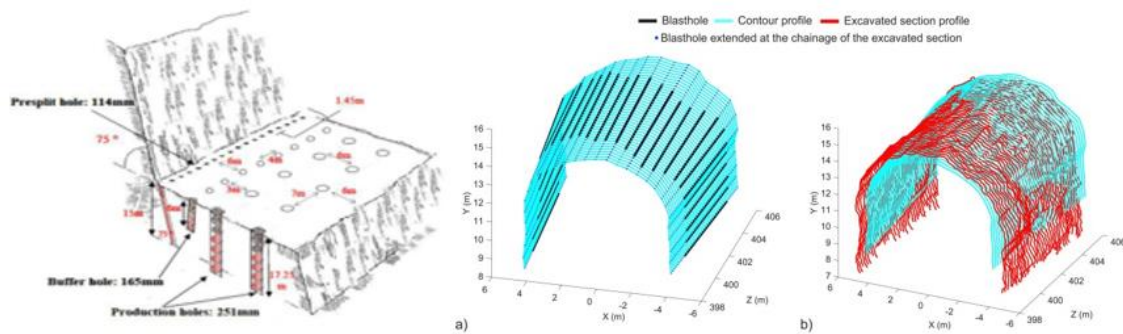 Presplit hole: 114mm
1.45m
75 °
6m
4m
8m
3m
7m
6m
15m
8m
75°
17.25
m
Buffer hole: 165mm
Production holes: 251mm
Blasthole
Contour profile
Excavated section profile
Blasthole extended at the chainage of the excavated section
16
15
14
13
12
11
10
9
8
Y (m)
6
4
2
0
-2
-4
-6
X (m)
398
400
402
404
406
Z (m)
a)
16
15
14
13
12
11
10
9
8
7
Y (m)
6
4
2
0
-2
-4
-6
X (m)
398
400
402
404
406
Z (m)
b)